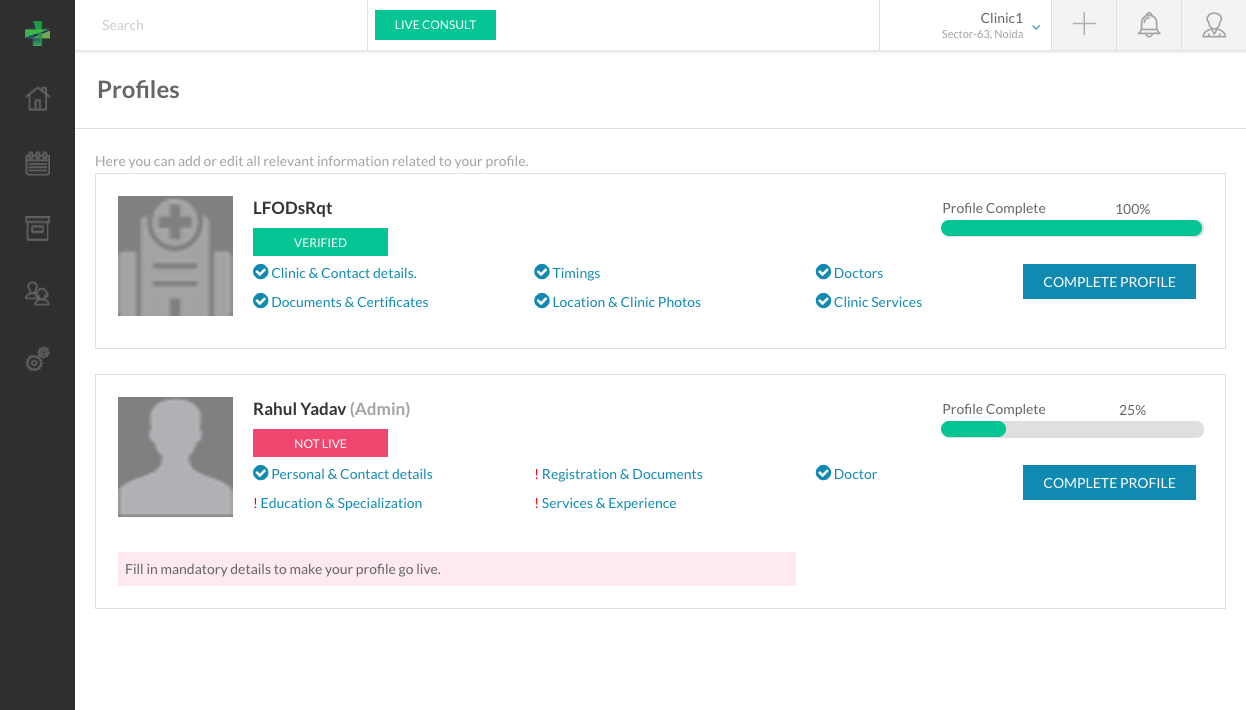 Search
LIVE CONSULT
Clinic1
Sector-63, Noida
Profiles
Here you can add or edit all relevant information related to your profile.
LFODsRqt
Profile Complete 100%
VERIFIED
Clinic & Contact details. Timings Doctors
COMPLETE PROFILE
Documents & Certificates Location & Clinic Photos Clinic Services
Rahul Yadav (Admin)
Profile Complete 25%
NOT LIVE
Personal & Contact details ! Registration & Documents Doctor
COMPLETE PROFILE
! Education & Specialization ! Services & Experience
Fill in mandatory details to make your profile go live.